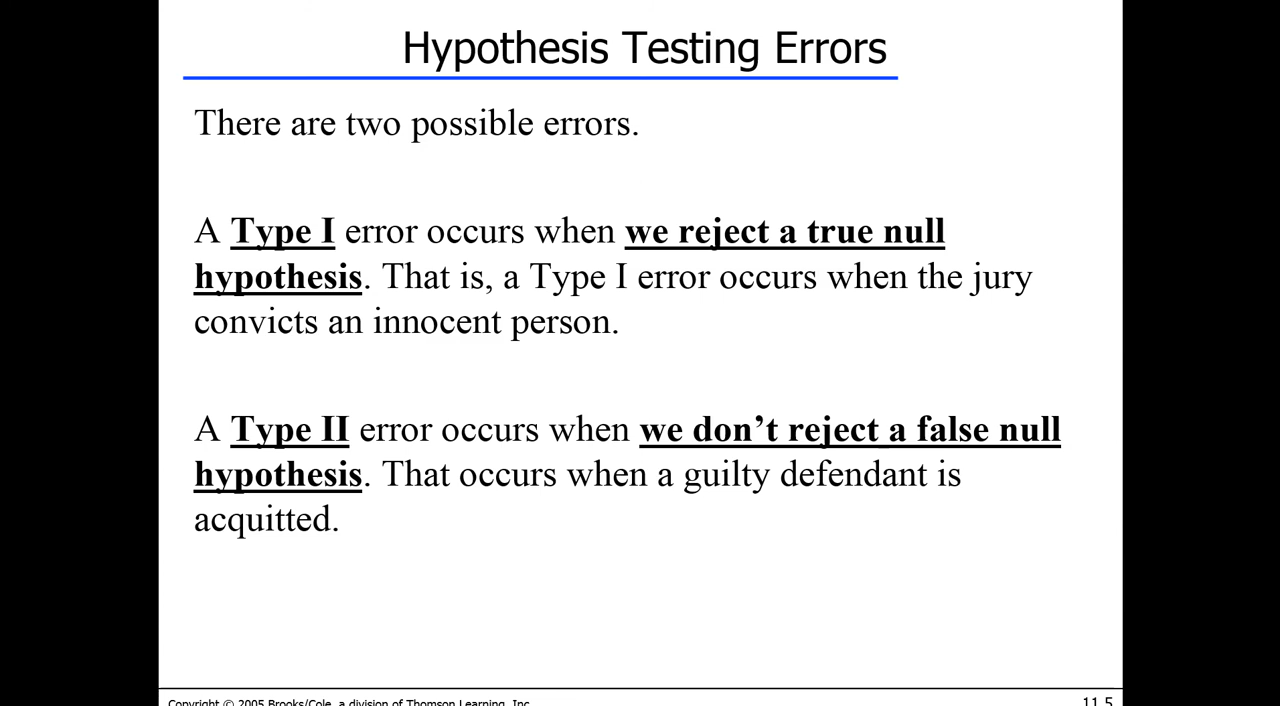 Hypothesis Testing Errors
There are two possible errors.
A Type I error occurs when we reject a true null
hypothesis. That is, a Type I error occurs when the jury
convicts an innocent person.
A Type II error occurs when we don’t reject a false null
hypothesis. That occurs when a guilty defendant is
acquitted.
Copyright © 2005 Brooks/Cole, a division of Thomson Learning, Inc.
11.5